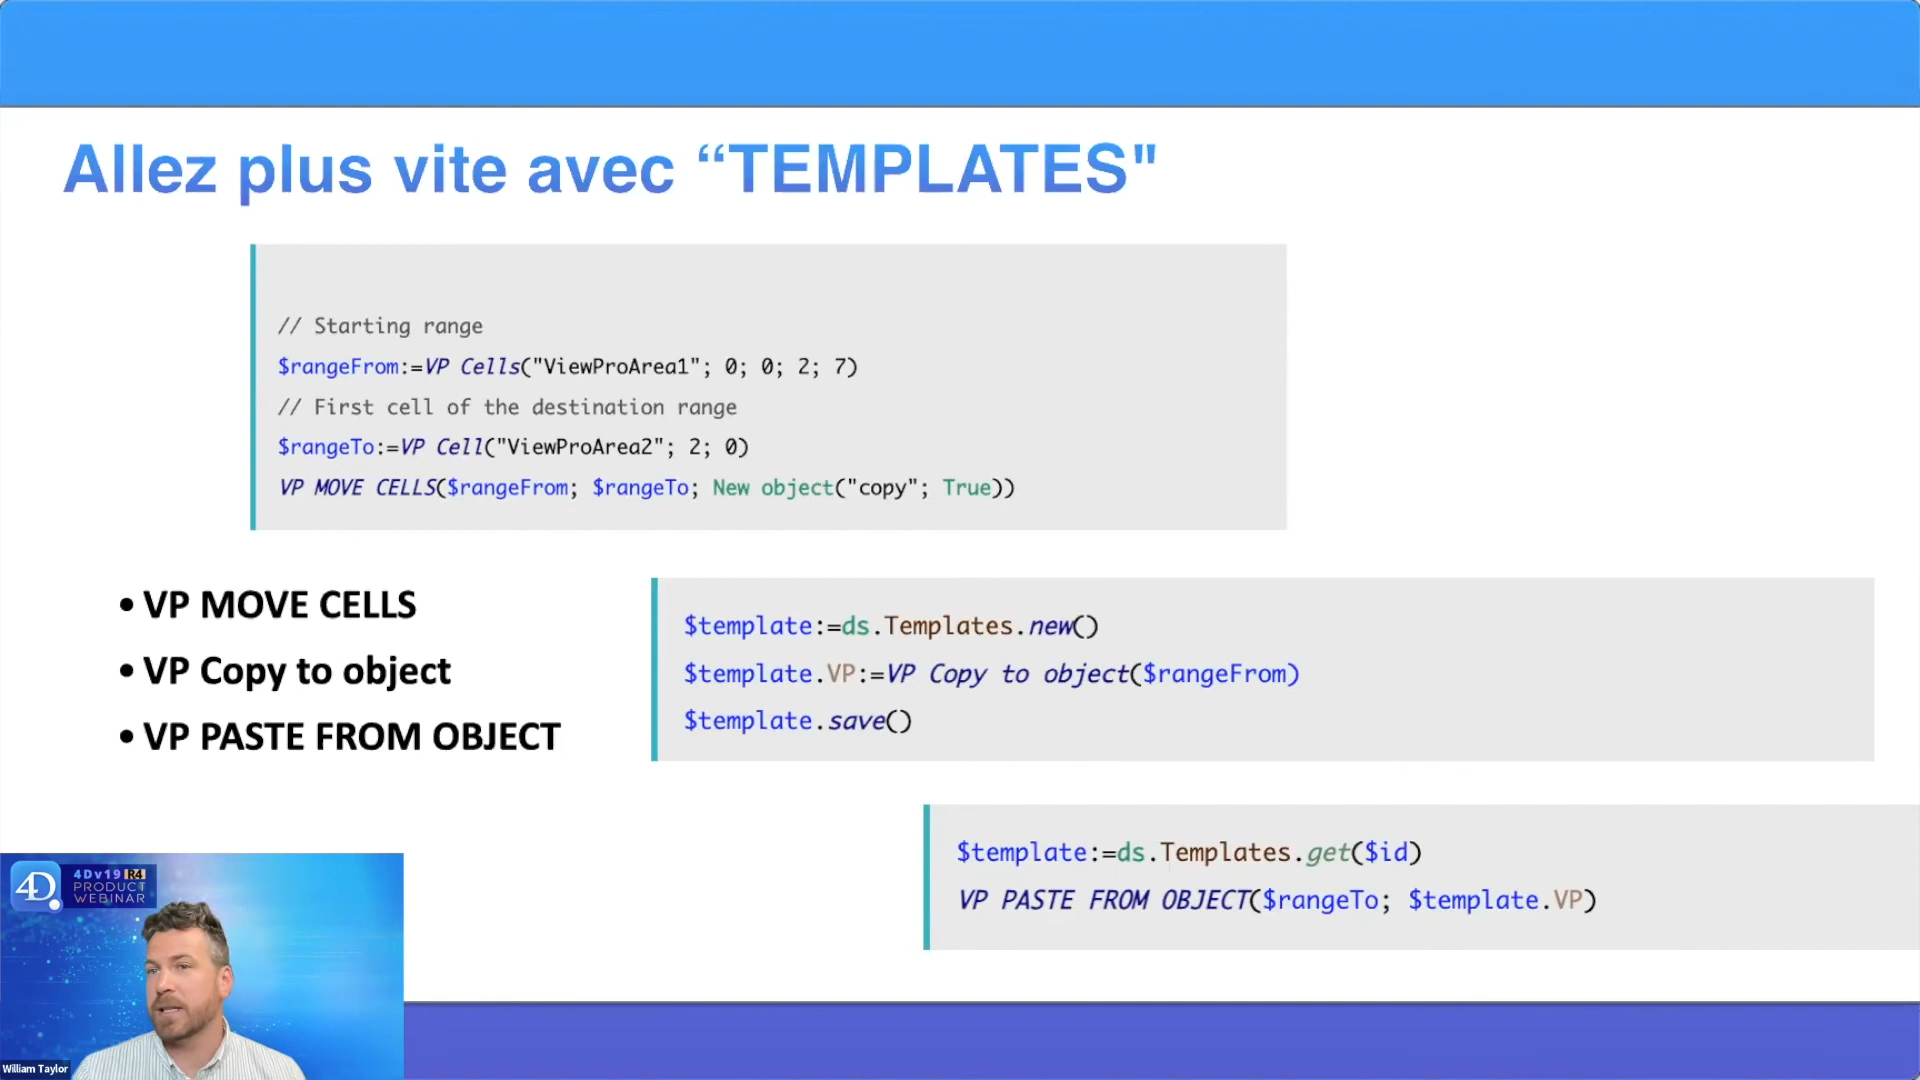 Allez plus vite avec “TEMPLATES"
// Starting range
$rangeFrom:=VP Cells("ViewProArea1"; 0; 0; 2; 7)
// First cell of the destination range
$rangeTo:=VP Cell("ViewProArea2"; 2; 0)
VP MOVE CELLS($rangeFrom; $rangeTo; New object("copy"; True))
• VP MOVE CELLS
• VP Copy to object
• VP PASTE FROM OBJECT
$template:=ds.Templates.new()
$template.VP:=VP Copy to object($rangeFrom)
$template.save()
$template:=ds.Templates.get($id)
VP PASTE FROM OBJECT($rangeTo; $template.VP)
4D
4Dv19 R4
PRODUCT
WEBINAR
William Taylor